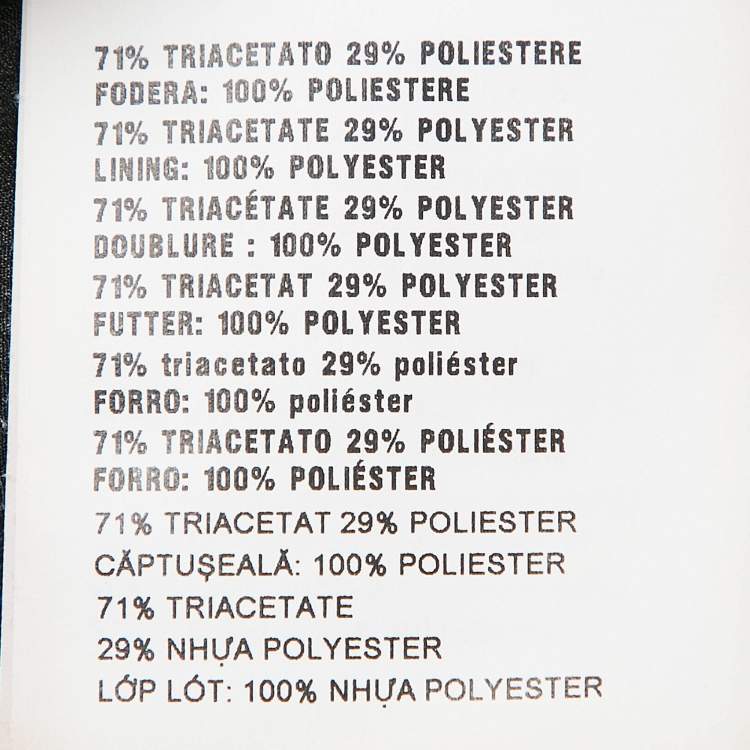 71% TRIACETATO 29% POLIESTERE
FODERA: 100% POLIESTERE
71% TRIACETATE 29% POLYESTER
LINING: 100% POLYESTER
71% TRIACÉTATE 29% POLYESTER
DOUBLURE : 100% POLYESTER
71% TRIACETAT 29% POLYESTER
FUTTER: 100% POLYESTER
71% triacetato 29% poliéster
FORRO: 100% poliéster
71% TRIACETATO 29% POLIÉSTER
FORRO: 100% POLIÉSTER
71% TRIACETAT 29% POLIESTER
CĂPTUȘEALĂ: 100% POLIESTER
71% TRIACETATE
29% NHỰA POLYESTER
LỚP LÓT: 100% NHỰA POLYESTER